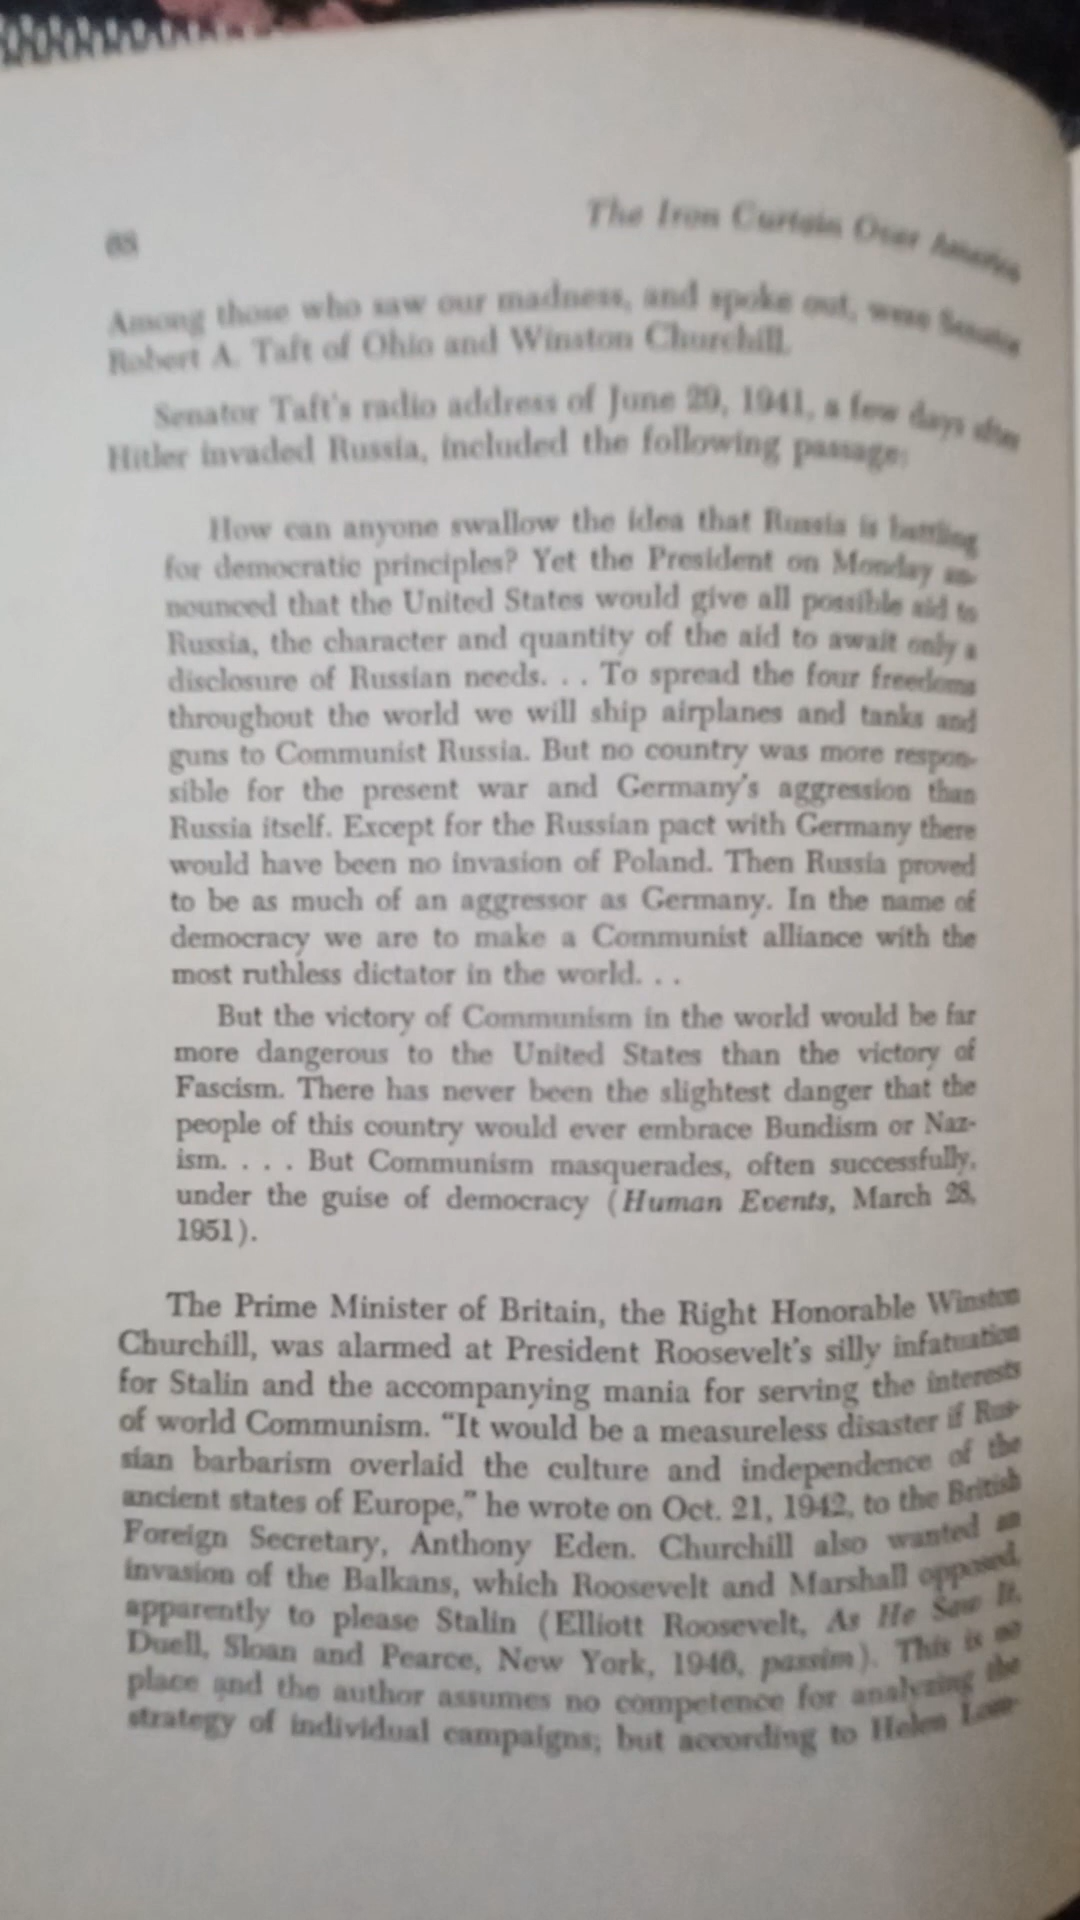 68
The Iron Curtain Over America
Among those who saw our madness, and spoke out, were Senator
Robert A. Taft of Ohio and Winston Churchill.
Senator Taft's radio address of June 29, 1941, a few days after
Hitler invaded Russia, included the following passage:
How can anyone swallow the idea that Russia is battling
for democratic principles? Yet the President on Monday an-
nounced that the United States would give all possible aid to
Russia, the character and quantity of the aid to await only a
disclosure of Russian needs. . . To spread the four freedoms
throughout the world we will ship airplanes and tanks and
guns to Communist Russia. But no country was more respon-
sible for the present war and Germany's aggression than
Russia itself. Except for the Russian pact with Germany there
would have been no invasion of Poland. Then Russia proved
to be as much of an aggressor as Germany. In the name of
democracy we are to make a Communist alliance with the
most ruthless dictator in the world. . .
But the victory of Communism in the world would be far
more dangerous to the United States than the victory of
Fascism. There has never been the slightest danger that the
people of this country would ever embrace Bundism or Naz-
ism. . . . But Communism masquerades, often successfully,
under the guise of democracy (Human Events, March 28,
1951).
The Prime Minister of Britain, the Right Honorable Winston
Churchill, was alarmed at President Roosevelt's silly infatuation
for Stalin and the accompanying mania for serving the interests
of world Communism. "It would be a measureless disaster if Rus-
sian barbarism overlaid the culture and independence of the
ancient states of Europe," he wrote on Oct. 21, 1942, to the British
Foreign Secretary, Anthony Eden. Churchill also wanted an
invasion of the Balkans, which Roosevelt and Marshall opposed,
apparently to please Stalin (Elliott Roosevelt, As He Saw It,
Duell, Sloan and Pearce, New York, 1946, passim). This is no
place and the author assumes no competence for analyzing the
strategy of individual campaigns; but according to Helen Lom-